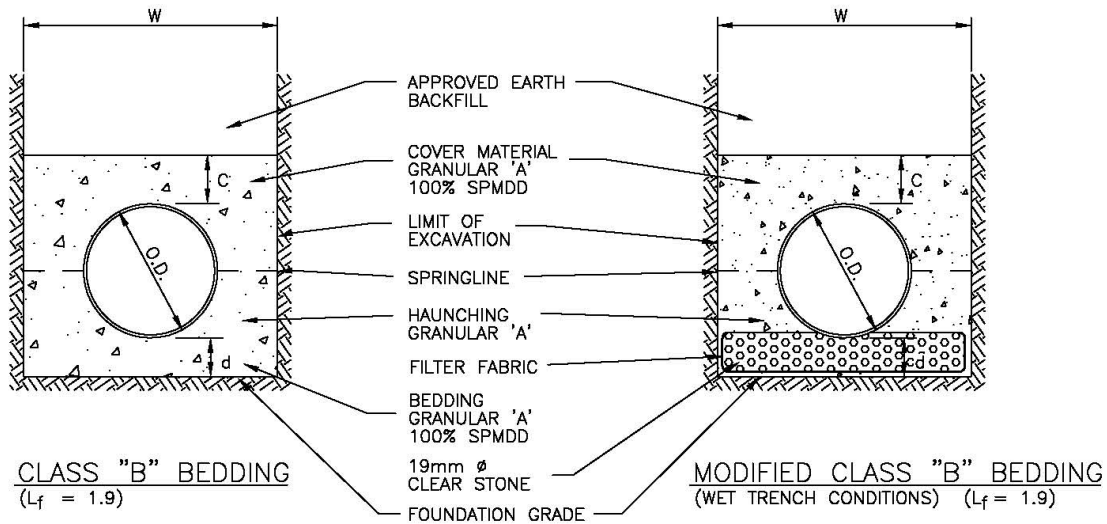 W
W
APPROVED EARTH
BACKFILL
COVER MATERIAL
GRANULAR 'A'
100% SPMDD
C
C
LIMIT OF
EXCAVATION
O.D.
O.D.
SPRINGLINE
HAUNCHING
GRANULAR 'A'
FILTER FABRIC
d
d
BEDDING
GRANULAR 'A'
100% SPMDD
19mm ø
CLEAR STONE
FOUNDATION GRADE
CLASS "B" BEDDING
(Lf = 1.9)
MODIFIED CLASS "B" BEDDING
(WET TRENCH CONDITIONS) (Lf = 1.9)